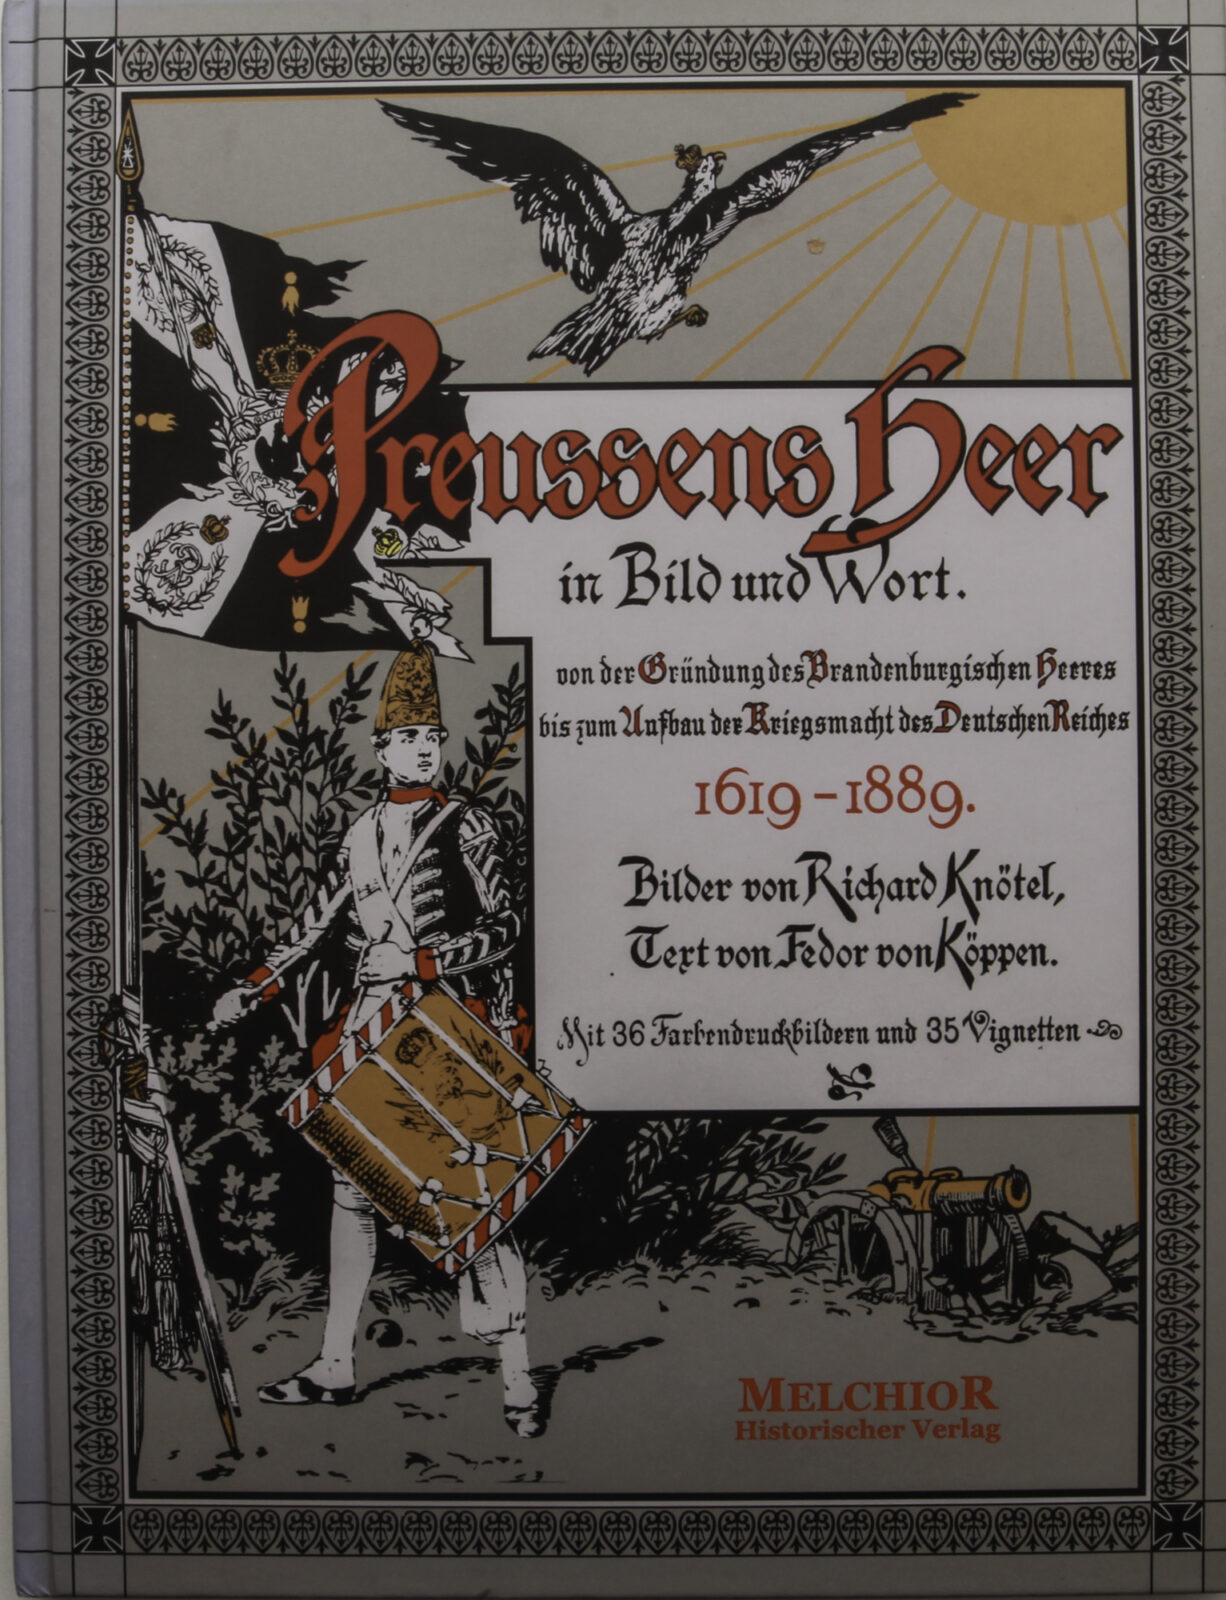 Preussens Heer
in Bild und Wort.
von der Gründung des Brandenburgischen Heeres
bis zum Aufbau der Kriegsmacht des Deutschen Reiches
1619-1889.
Bilder von Richard Knötel,
Text von Fedor von Köppen.
Mit 36 Farbendruckbildern und 35 Vignetten
MELCHIOR
Historischer Verlag